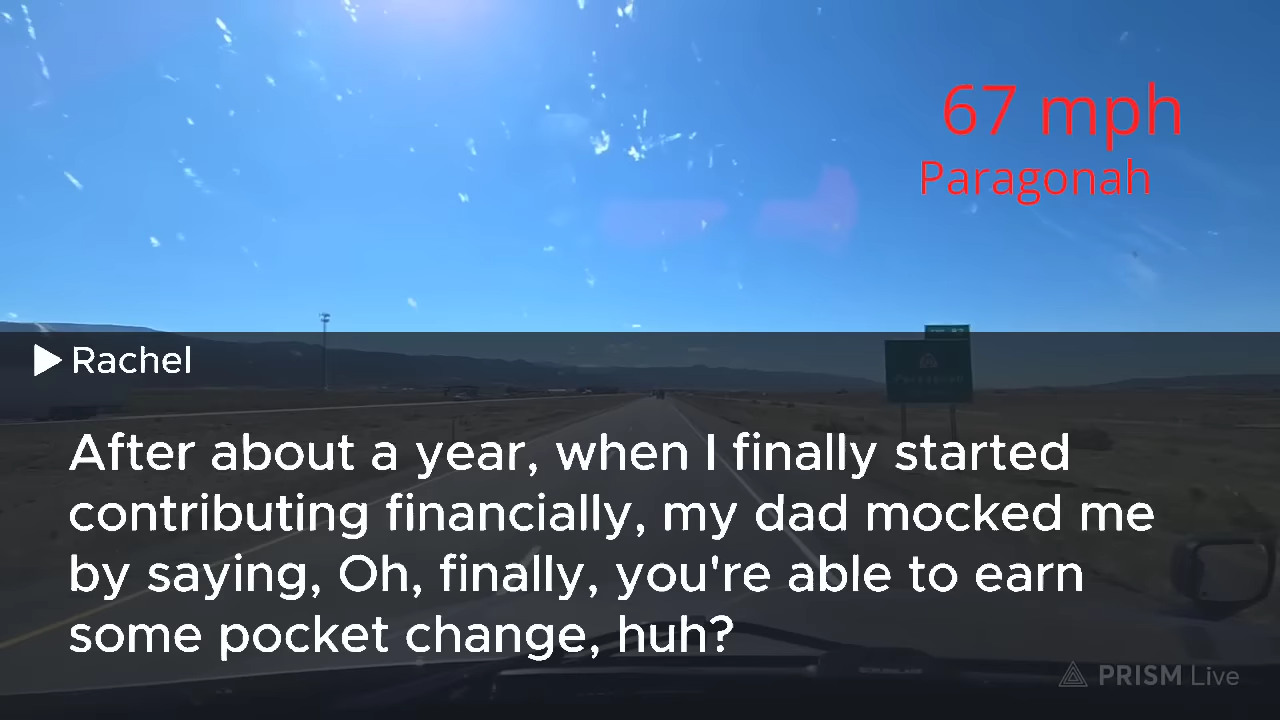 67 mph
Paragonah
Rachel
After about a year, when I finally started
contributing financially, my dad mocked me
by saying, Oh, finally, you're able to earn
some pocket change, huh?
Paragonah
PRISM Live